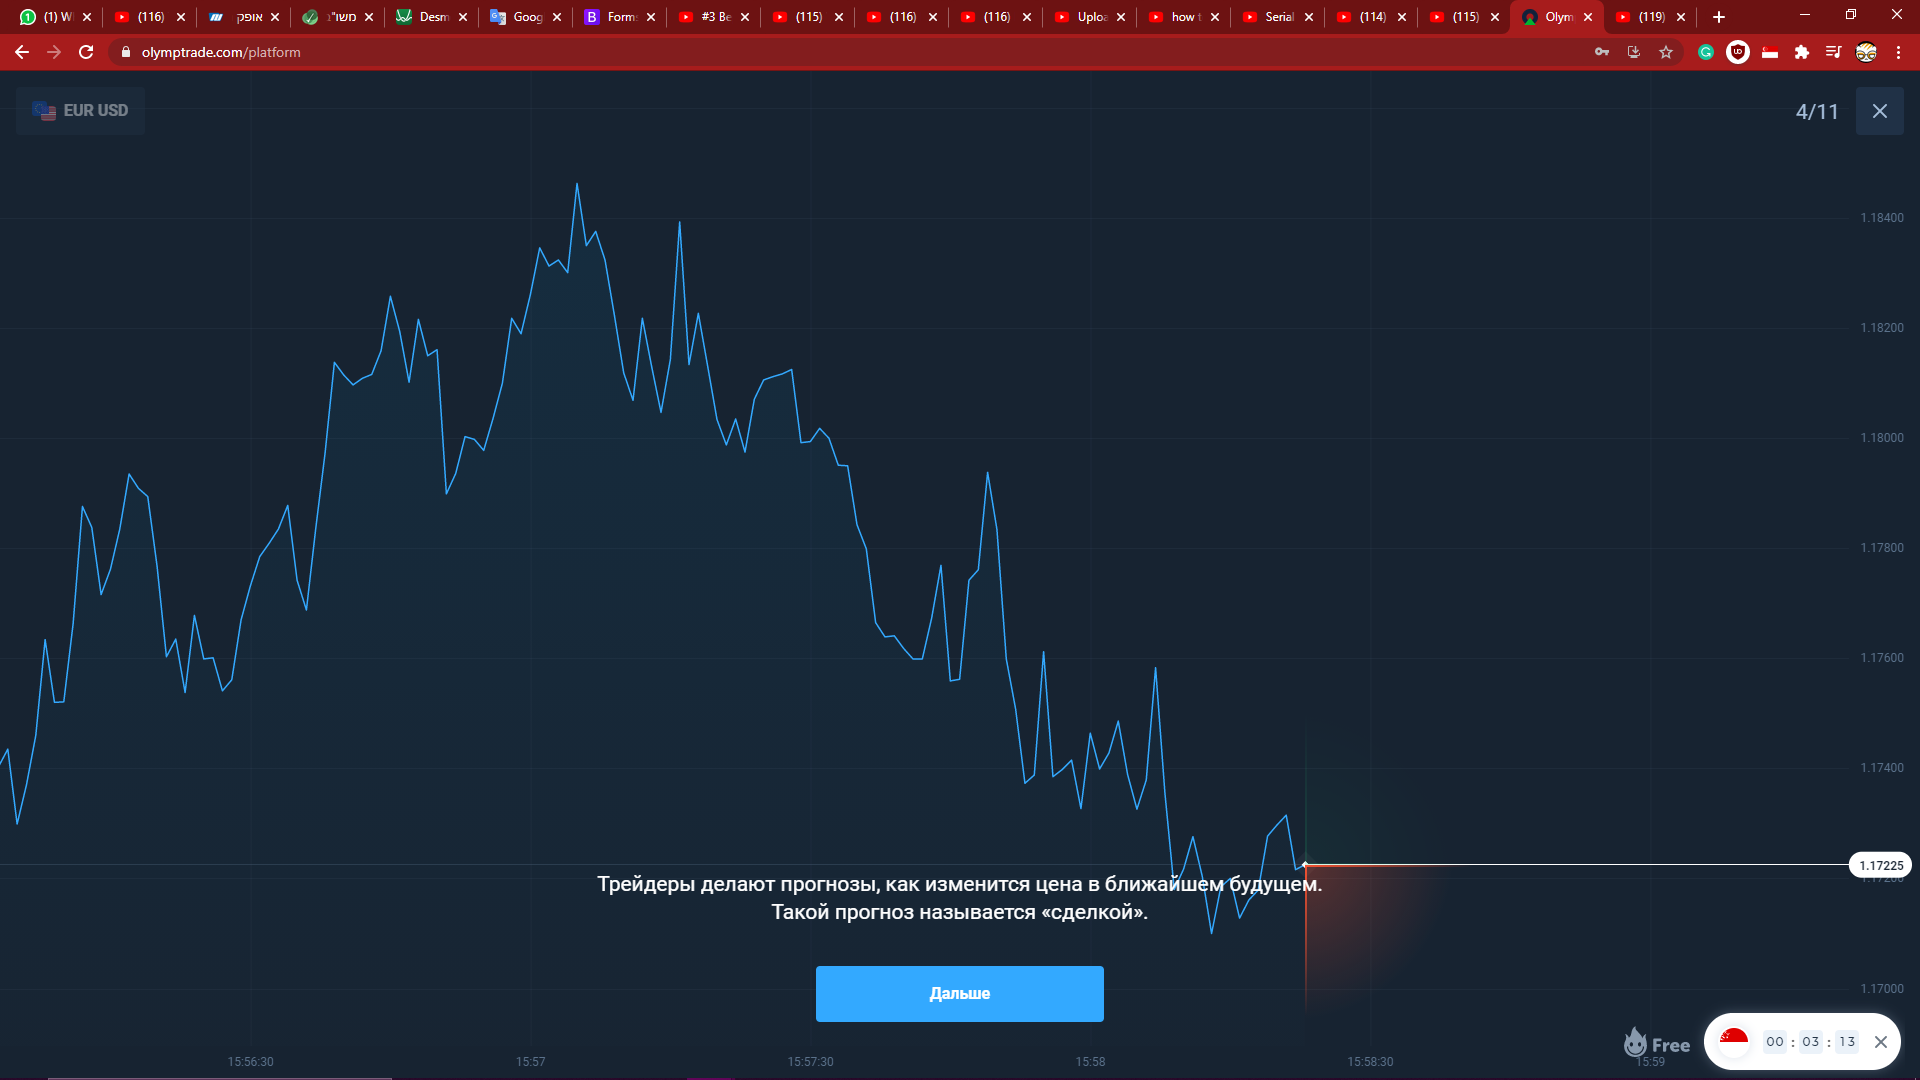 (1) W
(116)
אופק
משו"ב
Desm
Goog
Form
#3 Be
(115)
(116)
(116)
Uploa
how t
Serial
(114)
(115)
Olym
(119)
olymptrade.com/platform
EUR USD
4/11
1.18400
1.18200
1.18000
1.17800
1.17600
1.17400
1.17225
1.17000
Трейдеры делают прогнозы, как изменится цена в ближайшем будущем.
Такой прогноз называется «сделкой».
Дальше
Free
00 : 03 : 13
15:56:30
15:57
15:57:30
15:58
15:58:30
15:59